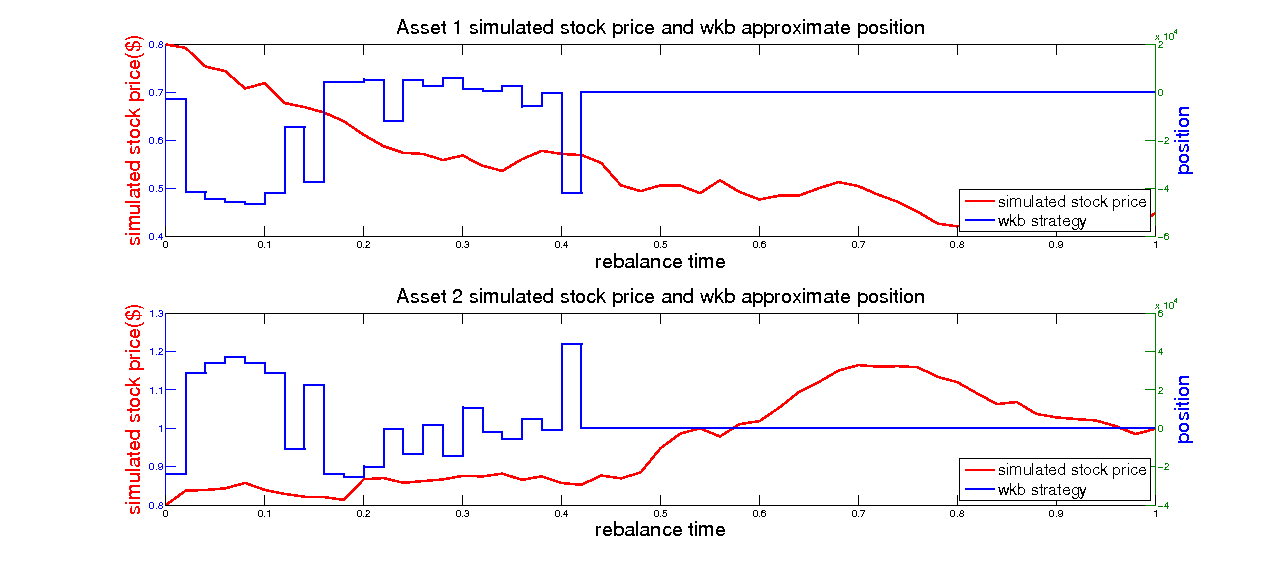 Asset 1 simulated stock price and wkb approximate position
x 10^4
simulated stock price($)
0.8
0.7
0.6
0.5
0.4
2
0
−2
−4
−6
position
simulated stock price
wkb strategy
0 0.1 0.2 0.3 0.4 0.5 0.6 0.7 0.8 0.9 1
rebalance time
Asset 2 simulated stock price and wkb approximate position
x 10^4
simulated stock price($)
1.3
1.2
1.1
1
0.9
0.8
6
4
2
0
−2
−4
position
simulated stock price
wkb strategy
0 0.1 0.2 0.3 0.4 0.5 0.6 0.7 0.8 0.9 1
rebalance time